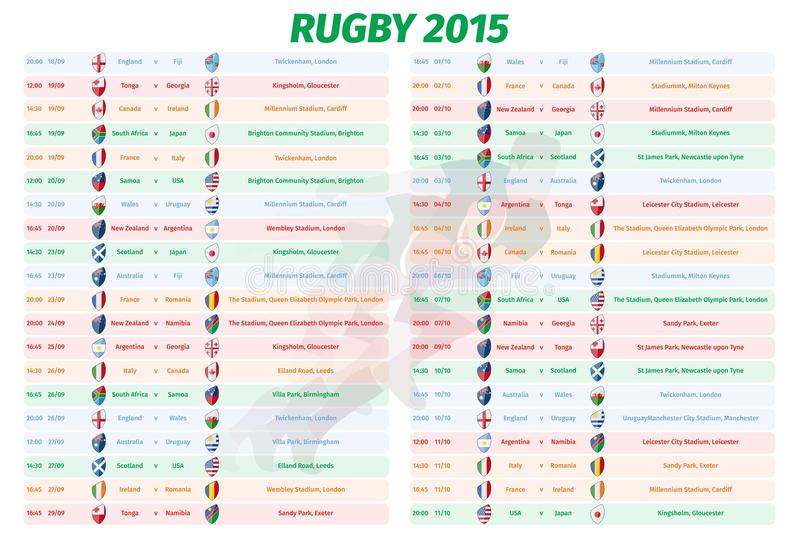 RUGBY 2015
20:00 18/09 England v Fiji Twickenham, London
12:00 19/09 Tonga v Georgia Kingsholm, Gloucester
14:30 19/09 Canada v Ireland Millennium Stadium, Cardiff
16:45 19/09 South Africa v Japan Brighton Community Stadium, Brighton
20:00 19/09 France v Italy Twickenham, London
12:00 20/09 Samoa v USA Brighton Community Stadium, Brighton
14:30 20/09 Wales v Uruguay Millennium Stadium, Cardiff
16:45 20/09 New Zealand v Argentina Wembley Stadium, London
14:30 23/09 Scotland v Japan Kingsholm, Gloucester
16:45 23/09 Australia v Fiji Millennium Stadium, Cardiff
20:00 23/09 France v Romania The Stadium, Queen Elizabeth Olympic Park, London
20:00 24/09 New Zealand v Namibia The Stadium, Queen Elizabeth Olympic Park, London
16:45 25/09 Argentina v Georgia Kingsholm, Gloucester
14:30 26/09 Italy v Canada Elland Road, Leeds
16:45 26/09 South Africa v Samoa Villa Park, Birmingham
20:00 26/09 England v Wales Twickenham, London
12:00 27/09 Australia v Uruguay Villa Park, Birmingham
14:30 27/09 Scotland v USA Elland Road, Leeds
16:45 27/09 Ireland v Romania Wembley Stadium, London
16:45 29/09 Tonga v Namibia Sandy Park, Exeter
16:45 01/10 Wales v Fiji Millennium Stadium, Cardiff
20:00 01/10 France v Canada Stadiummk, Milton Keynes
20:00 02/10 New Zealand v Georgia Millennium Stadium, Cardiff
14:30 03/10 Samoa v Japan Stadiummk, Milton Keynes
16:45 03/10 South Africa v Scotland St James Park, Newcastle upon Tyne
20:00 03/10 England v Australia Twickenham, London
14:30 04/10 Argentina v Tonga Leicester City Stadium, Leicester
16:45 04/10 Ireland v Italy The Stadium, Queen Elizabeth Olympic Park, London
16:45 06/10 Canada v Romania Leicester City Stadium, Leicester
20:00 06/10 Fiji v Uruguay Stadiummk, Milton Keynes
16:45 07/10 South Africa v USA The Stadium, Queen Elizabeth Olympic Park, London
20:00 07/10 Namibia v Georgia Sandy Park, Exeter
20:00 09/10 New Zealand v Tonga St James Park, Newcastle upon Tyne
14:30 10/10 Samoa v Scotland St James Park, Newcastle upon Tyne
16:45 10/10 Australia v Wales Twickenham, London
20:00 10/10 England v Uruguay UruguayManchester City Stadium, Manchester
12:00 11/10 Argentina v Namibia Leicester City Stadium, Leicester
14:30 11/10 Italy v Romania Sandy Park, Exeter
16:45 11/10 France v Ireland Millennium Stadium, Cardiff
20:00 11/10 USA v Japan Kingsholm, Gloucester
dreamstime